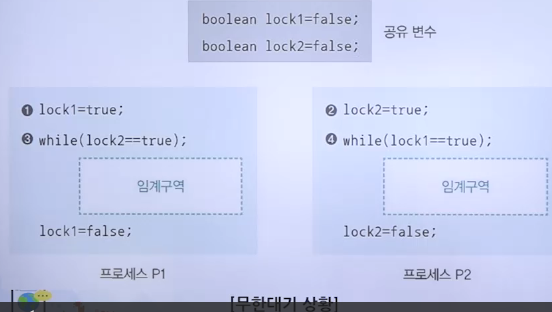 boolean lock1=false;
boolean lock2=false;
공유 변수
❶ lock1=true;
❸ while(lock2==true);
임계구역
lock1=false;
프로세스 P1
❷ lock2=true;
❹ while(lock1==true);
임계구역
lock2=false;
프로세스 P2
[무한대기 상황]